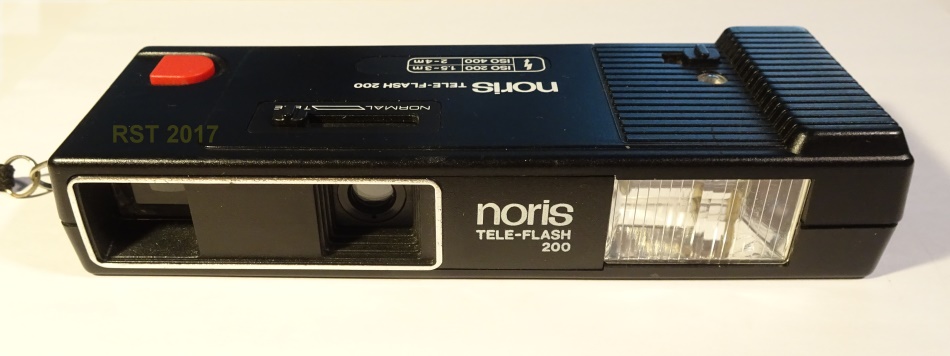 noris
TELE-FLASH 200
ISO 200 1.5-3m
ISO 400 2-4m
NORMAL TELE
RST 2017
noris
TELE-FLASH
200